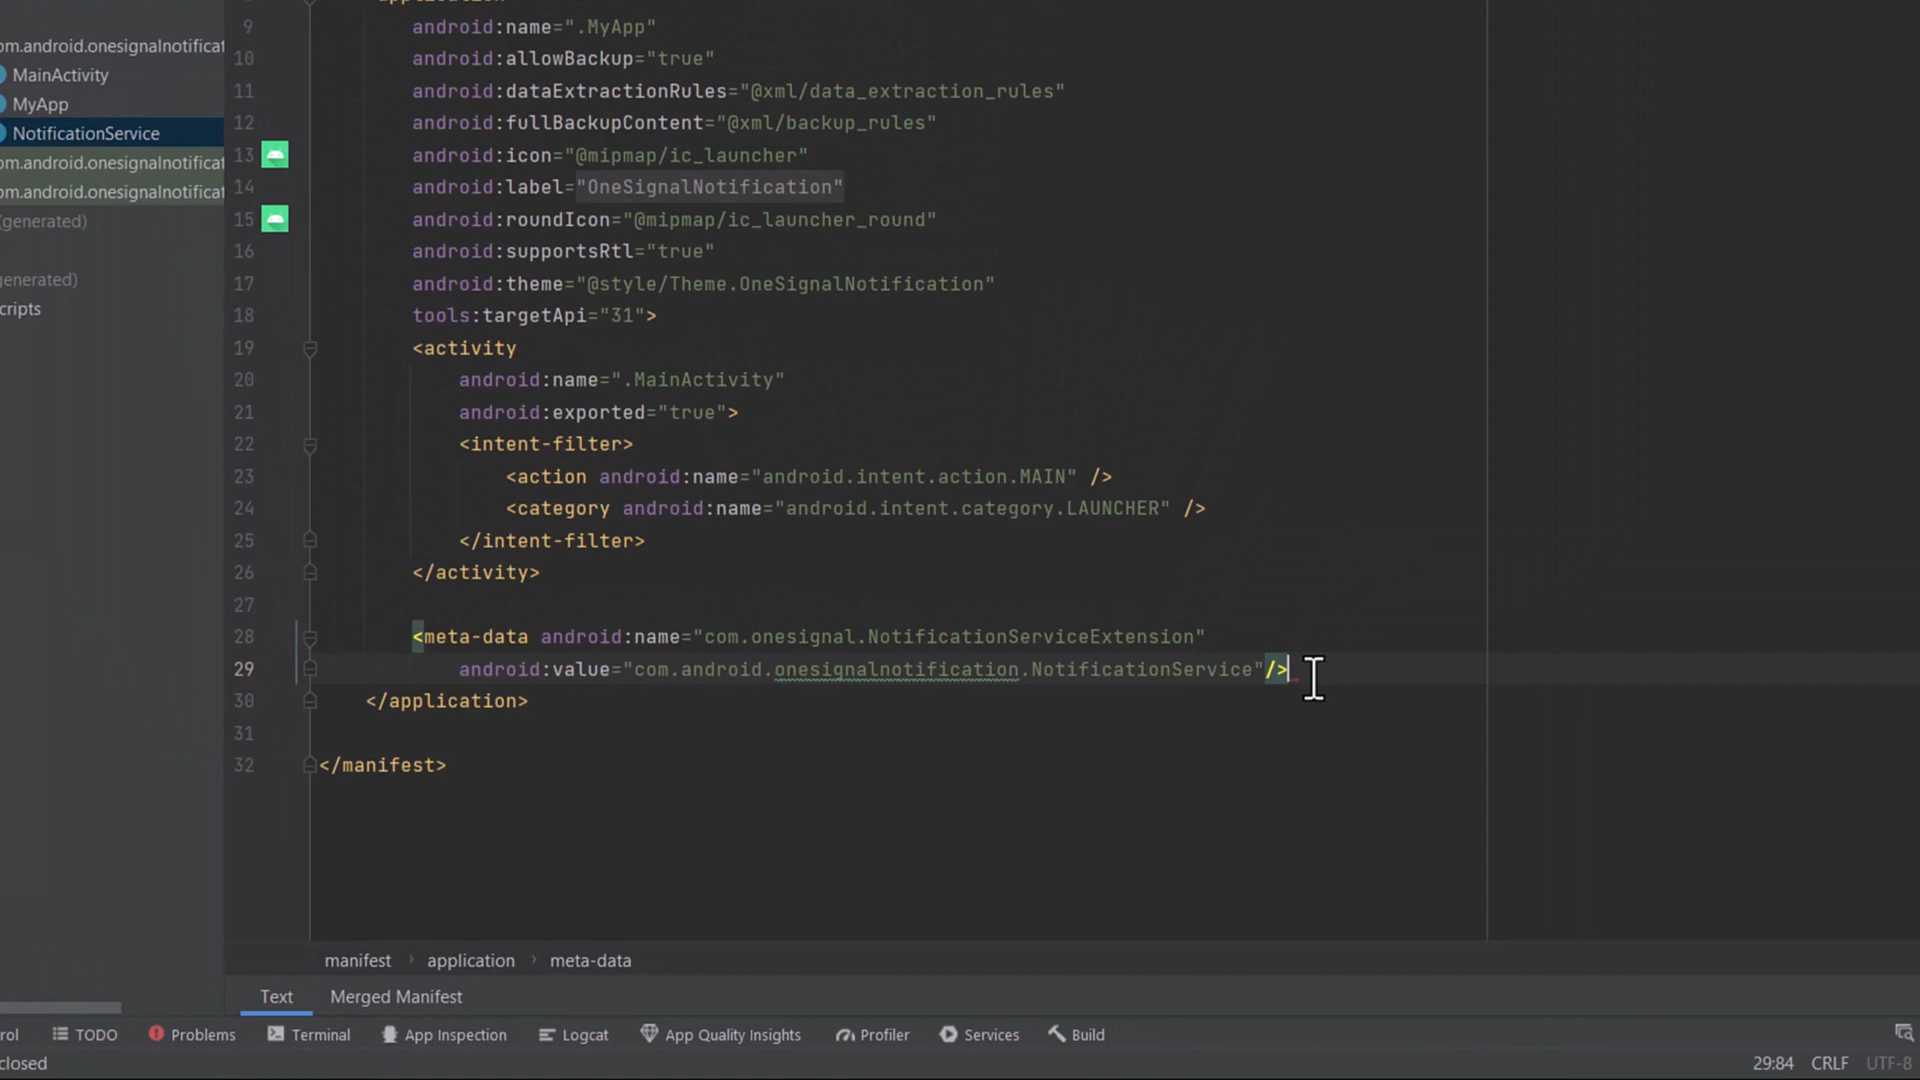 om.android.onesignalnotificat
MainActivity
MyApp
NotificationService
om.android.onesignalnotificat
om.android.onesignalnotificat
(generated)
generated)
cripts
9 android:name=".MyApp"
10 android:allowBackup="true"
11 android:dataExtractionRules="@xml/data_extraction_rules"
12 android:fullBackupContent="@xml/backup_rules"
13 android:icon="@mipmap/ic_launcher"
14 android:label="OneSignalNotification"
15 android:roundIcon="@mipmap/ic_launcher_round"
16 android:supportsRtl="true"
17 android:theme="@style/Theme.OneSignalNotification"
18 tools:targetApi="31">
19 <activity
20 android:name=".MainActivity"
21 android:exported="true">
22 <intent-filter>
23 <action android:name="android.intent.action.MAIN" />
24 <category android:name="android.intent.category.LAUNCHER" />
25 </intent-filter>
26 </activity>
27
28 <meta-data android:name="com.onesignal.NotificationServiceExtension"
29 android:value="com.android.onesignalnotification.NotificationService"/>
30 </application>
31
32 </manifest>
manifest › application › meta-data
Text Merged Manifest
rol TODO Problems Terminal App Inspection Logcat App Quality Insights Profiler Services Build
closed 29:84 CRLF UTF-8